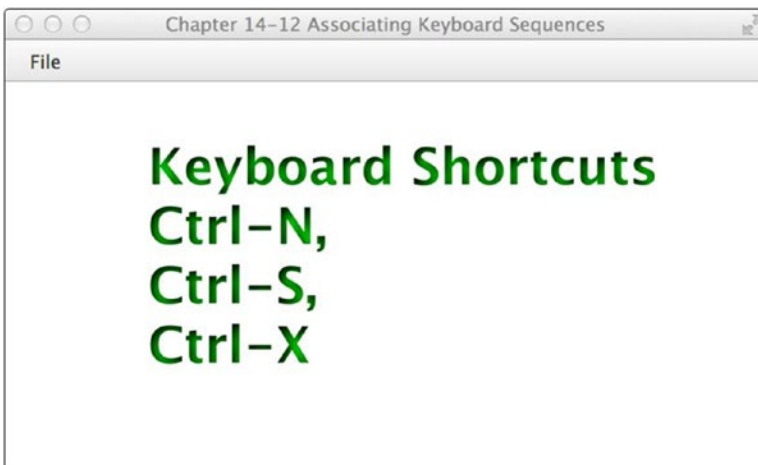 Chapter 14-12 Associating Keyboard Sequences
File
Keyboard Shortcuts
Ctrl-N,
Ctrl-S,
Ctrl-X